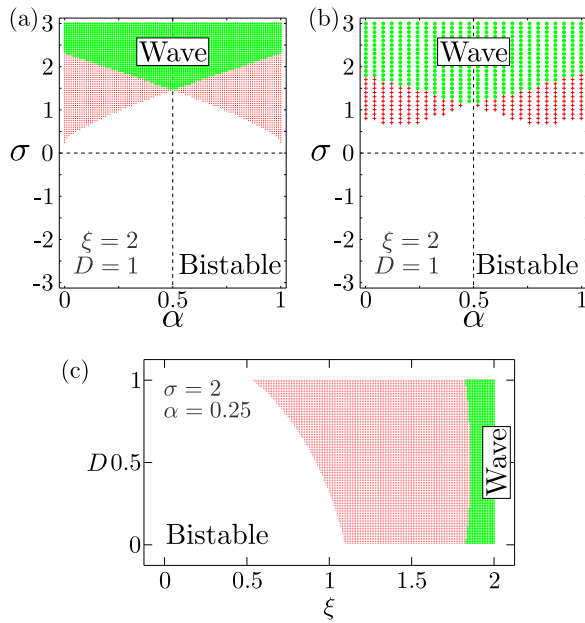 (a)
(b)
3
2
1
0
-1
-2
-3
σ
Wave
ξ = 2
D = 1
Bistable
0
0.5
1
α
3
2
1
0
-1
-2
-3
σ
Wave
ξ = 2
D = 1
Bistable
0
0.5
1
α
(c)
1
0.5
0
D
σ = 2
α = 0.25
Wave
Bistable
0
0.5
1
1.5
2
ξ